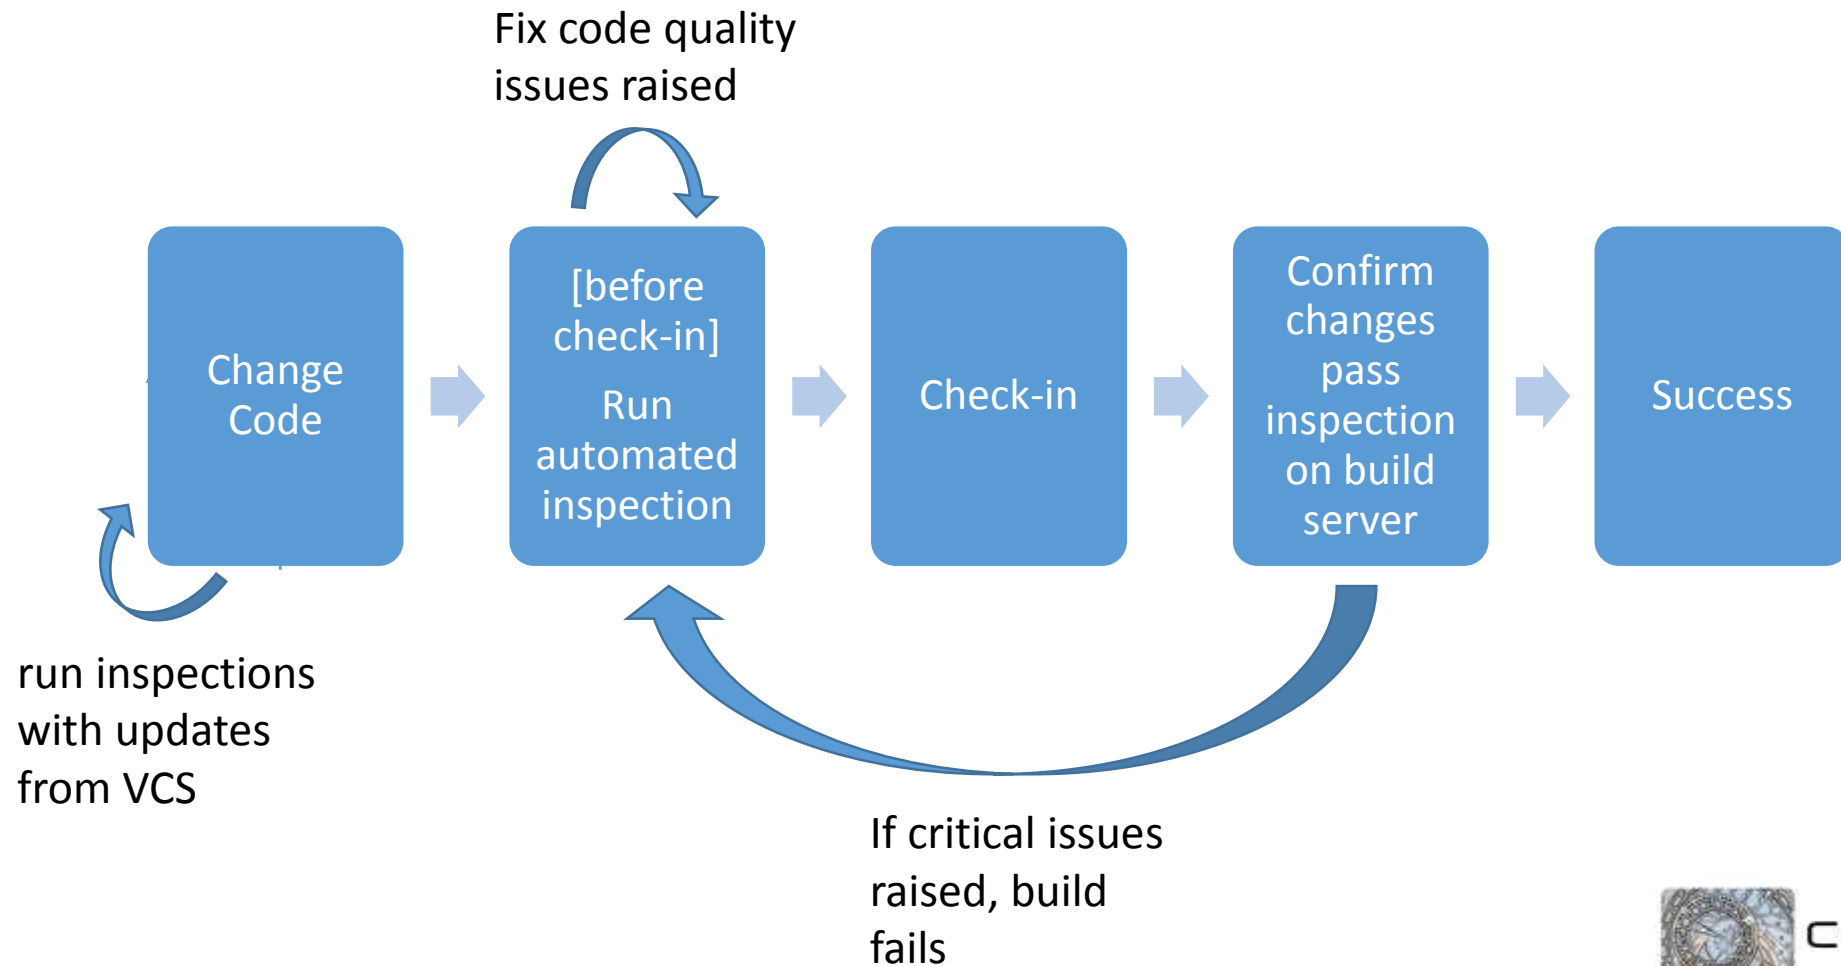 Fix code quality
issues raised
Change
Code
[before
check-in]
Run
automated
inspection
Check-in
Confirm
changes
pass
inspection
on build
server
Success
run inspections
with updates
from VCS
If critical issues
raised, build
fails